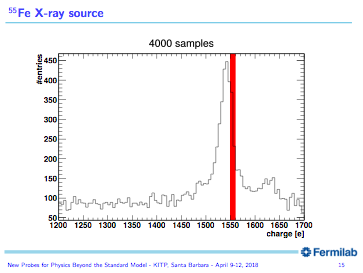 55Fe X-ray source
4000 samples
#entries
450
400
350
300
250
200
150
100
50
1200 1250 1300 1350 1400 1450 1500 1550 1600 1650 1700
charge [e]
Fermilab
New Probes for Physics Beyond the Standard Model - KITP, Santa Barbara - April 9-12, 2018 15